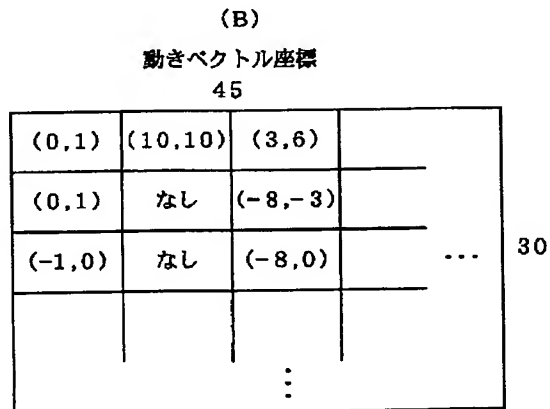 (B)
動きベクトル座標
45
(0,1) (10,10) (3,6)
(0,1) なし (-8,-3)
(-1,0) なし (-8,0) ... 30
⋮